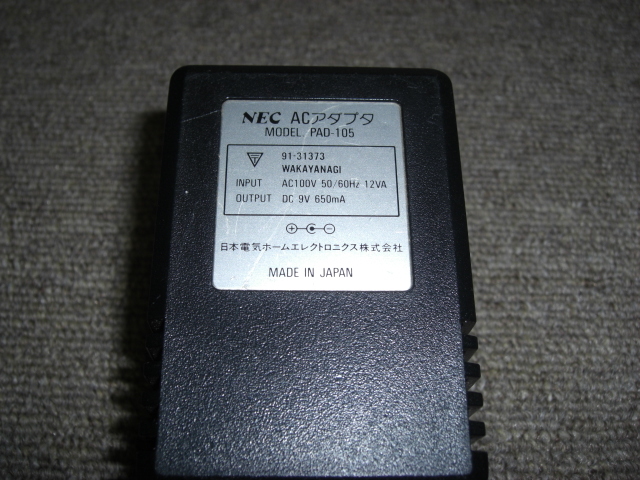 NEC ACアダプタ
MODEL PAD-105
91-31373
WAKAYANAGI
INPUT AC100V 50/60Hz 12VA
OUTPUT DC 9V 650mA
日本電気ホームエレクトロニクス株式会社
MADE IN JAPAN